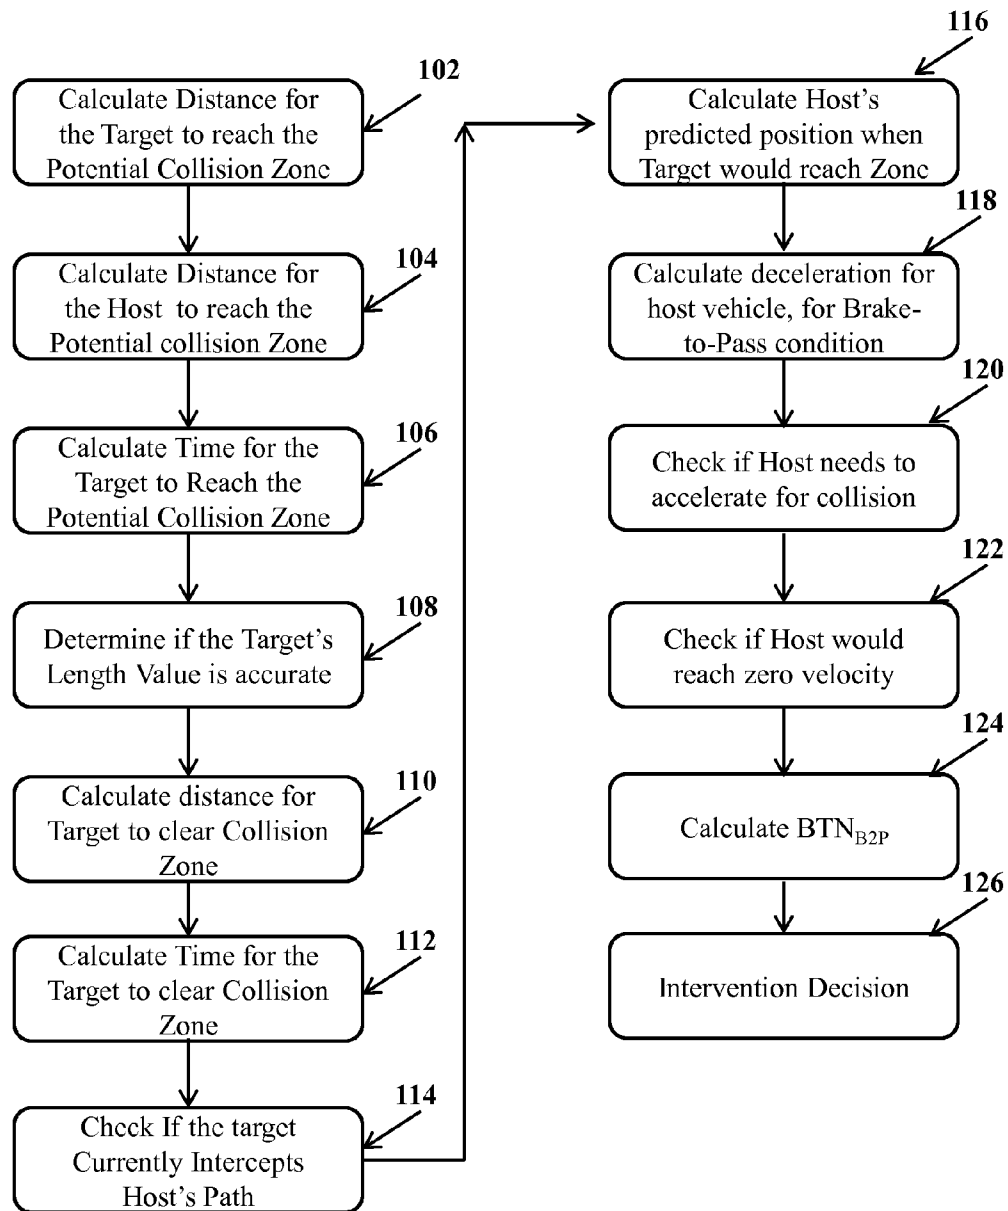 102
Calculate Distance for
the Target to reach the
Potential Collision Zone
104
Calculate Distance for
the Host to reach the
Potential collision Zone
106
Calculate Time for the
Target to Reach the
Potential Collision Zone
108
Determine if the Target's
Length Value is accurate
110
Calculate distance for
Target to clear Collision
Zone
112
Calculate Time for the
Target to clear Collision
Zone
114
Check If the target
Currently Intercepts
Host's Path
116
Calculate Host's
predicted position when
Target would reach Zone
118
Calculate deceleration for
host vehicle, for Brake-
to-Pass condition
120
Check if Host needs to
accelerate for collision
122
Check if Host would
reach zero velocity
124
Calculate BTN_B2P
126
Intervention Decision